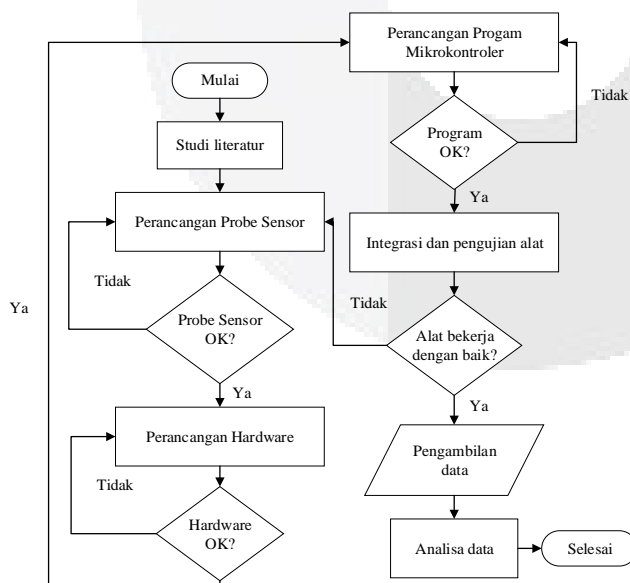 Mulai
Studi literatur
Perancangan Probe Sensor
Tidak
Probe Sensor
OK?
Ya
Perancangan Hardware
Tidak
Hardware
OK?
Ya
Perancangan Progam
Mikrokontroler
Tidak
Program
OK?
Ya
Integrasi dan pengujian alat
Tidak
Alat bekerja
dengan baik?
Ya
Pengambilan
data
Analisa data
Selesai